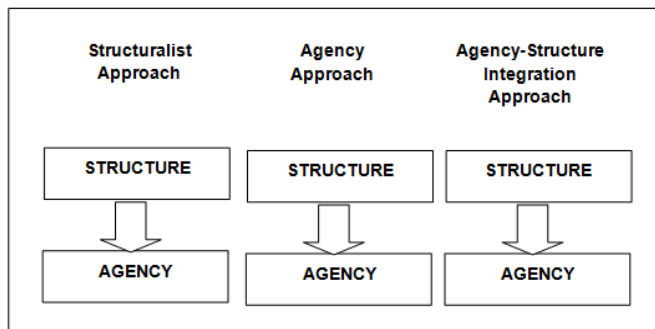 Structuralist
Approach
Agency
Approach
Agency-Structure
Integration
Approach
STRUCTURE
STRUCTURE
STRUCTURE
AGENCY
AGENCY
AGENCY